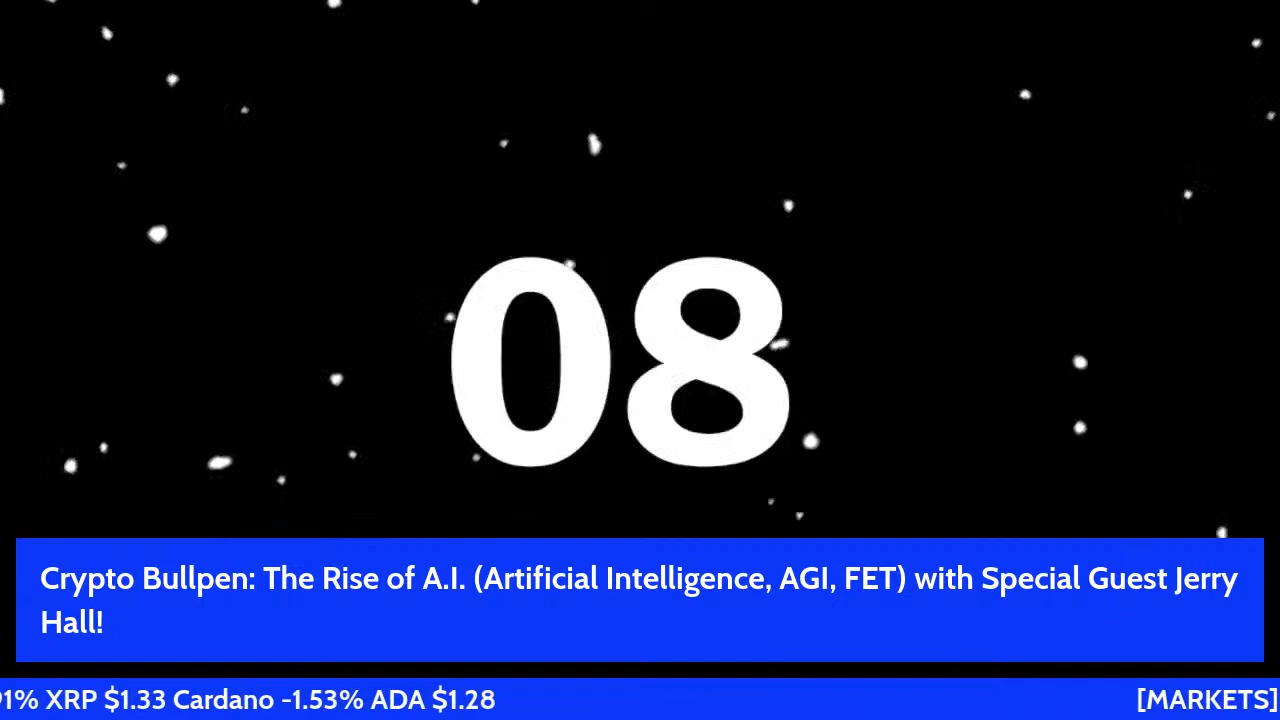 08
Crypto Bullpen: The Rise of A.I. (Artificial Intelligence, AGI, FET) with Special Guest Jerry
Hall!
91% XRP $1.33 Cardano -1.53% ADA $1.28 [MARKETS]